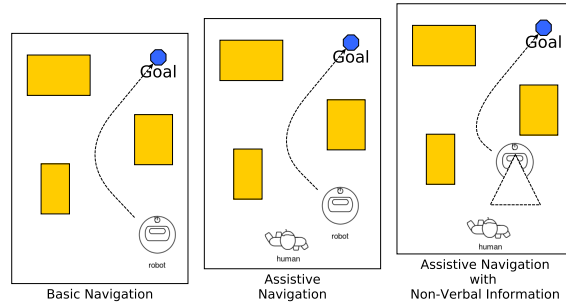 Goal
robot
Basic Navigation
Goal
robot
human
Assistive
Navigation
Goal
human
Assistive Navigation
with
Non-Verbal Information